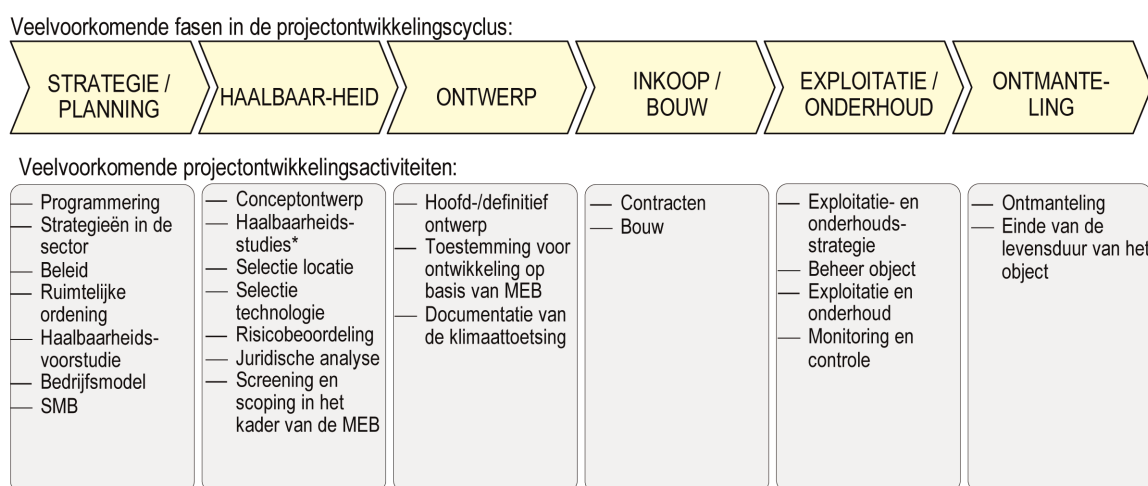 Veelvoorkomende fasen in de projectontwikkelingscyclus:
STRATEGIE /
PLANNING
HAALBAAR-HEID
ONTWERP
INKOOP /
BOUW
EXPLOITATIE /
ONDERHOUD
ONTMANTE-
LING
Veelvoorkomende projectontwikkelingsactiviteiten:
— Programmering
— Strategieën in de
sector
— Beleid
— Ruimtelijke
ordening
— Haalbaarheids-
voorstudie
— Bedrijfsmodel
— SMB
— Conceptontwerp
— Haalbaarheids-
studies*
— Selectie locatie
— Selectie
technologie
— Risicobeoordeling
— Juridische analyse
— Screening en
scoping in het
kader van de MEB
— Hoofd-/definitief
ontwerp
— Toestemming voor
ontwikkeling op
basis van MEB
— Documentatie van
de klimaattoetsing
— Contracten
— Bouw
— Exploitatie- en
onderhouds-
strategie
— Beheer object
— Exploitatie en
onderhoud
— Monitoring en
controle
— Ontmanteling
— Einde van de
levensduur van het
object